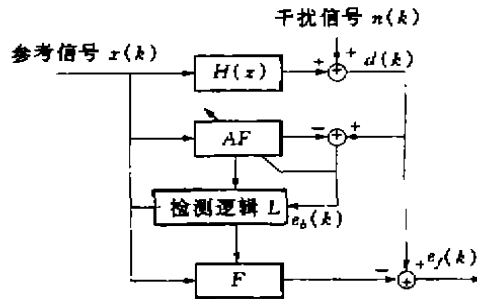 干扰信号 n(k)
参考信号 x(k)
H(z)
+
+
+
d(k)
AF
−
+
+
检测逻辑 L
e_b(k)
F
−
+
+
e_f(k)